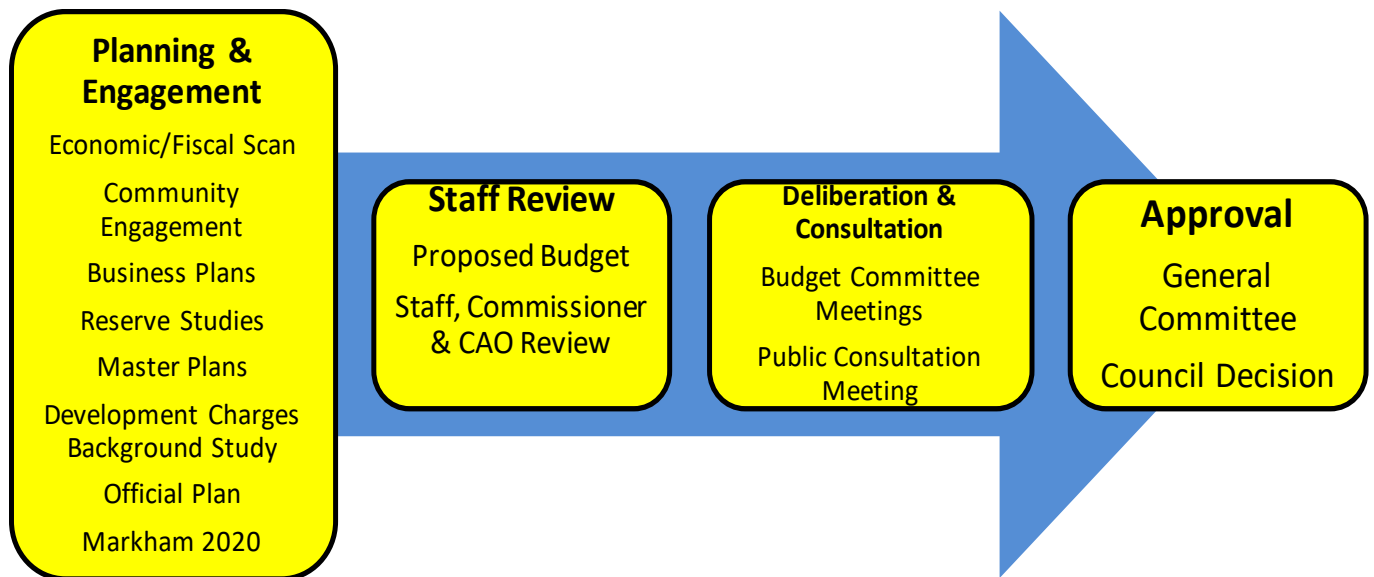 Planning &
Engagement
Economic/Fiscal Scan
Community
Engagement
Business Plans
Reserve Studies
Master Plans
Development Charges
Background Study
Official Plan
Markham 2020
Staff Review
Proposed Budget
Staff, Commissioner
& CAO Review
Deliberation &
Consultation
Budget Committee
Meetings
Public Consultation
Meeting
Approval
General
Committee
Council Decision